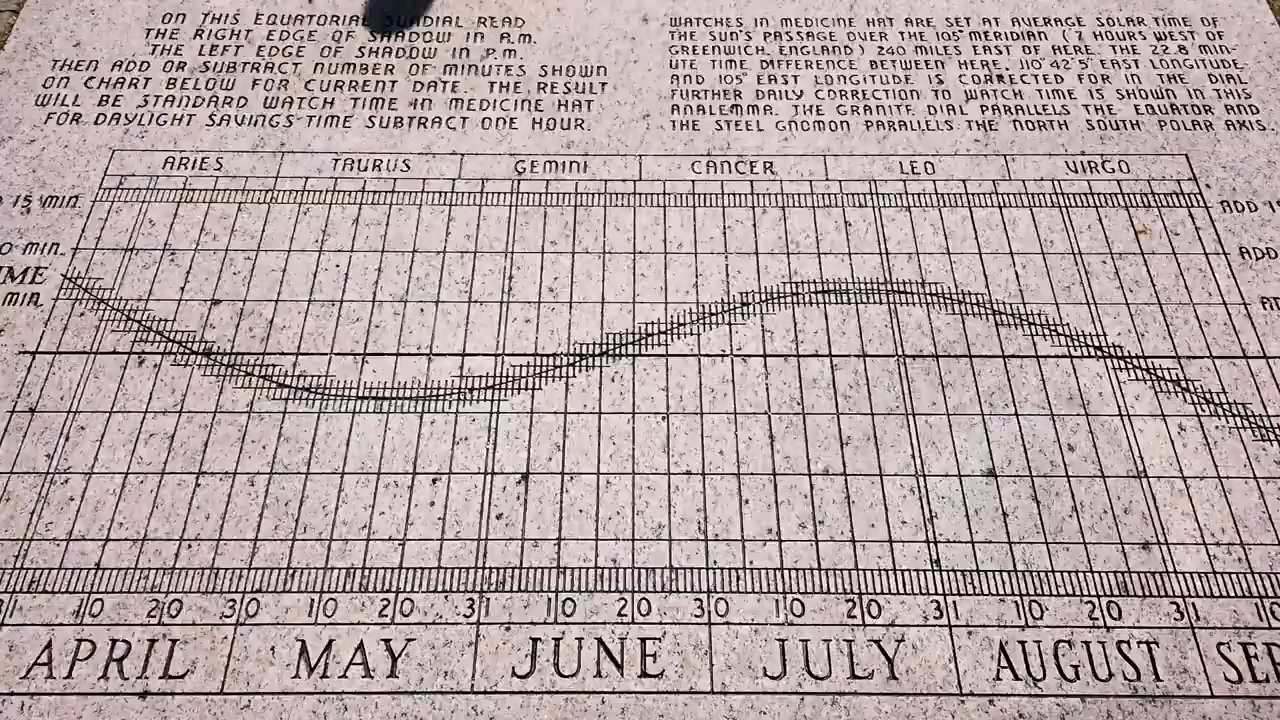 ON THIS EQUATORIAL SUNDIAL READ
THE RIGHT EDGE OF SHADOW IN A.M.
THE LEFT EDGE OF SHADOW IN P.M.
THEN ADD OR SUBTRACT NUMBER OF MINUTES SHOWN
ON CHART BELOW FOR CURRENT DATE. THE RESULT
WILL BE STANDARD WATCH TIME IN MEDICINE HAT
FOR DAYLIGHT SAVINGS TIME SUBTRACT ONE HOUR.
WATCHES IN MEDICINE HAT ARE SET AT AVERAGE SOLAR TIME OF
THE SUN'S PASSAGE OVER THE 105° MERIDIAN (7 HOURS WEST OF
GREENWICH, ENGLAND) 240 MILES EAST OF HERE. THE 22.8 MIN-
UTE TIME DIFFERENCE BETWEEN HERE, 110° 42' 5" EAST LONGITUDE
AND 105° EAST LONGITUDE IS CORRECTED FOR IN THE DIAL
FURTHER DAILY CORRECTION TO WATCH TIME IS SHOWN IN THIS
ANALEMMA. THE GRANITE DIAL PARALLELS THE EQUATOR AND
THE STEEL GNOMON PARALLELS THE NORTH SOUTH POLAR AXIS.
ARIES TAURUS GEMINI CANCER LEO VIRGO
15 MIN. ADD
MIN. ADD
MIN.
31 10 20 30 10 20 31 10 20 30 10 20 31 10 20 31
APRIL MAY JUNE JULY AUGUST